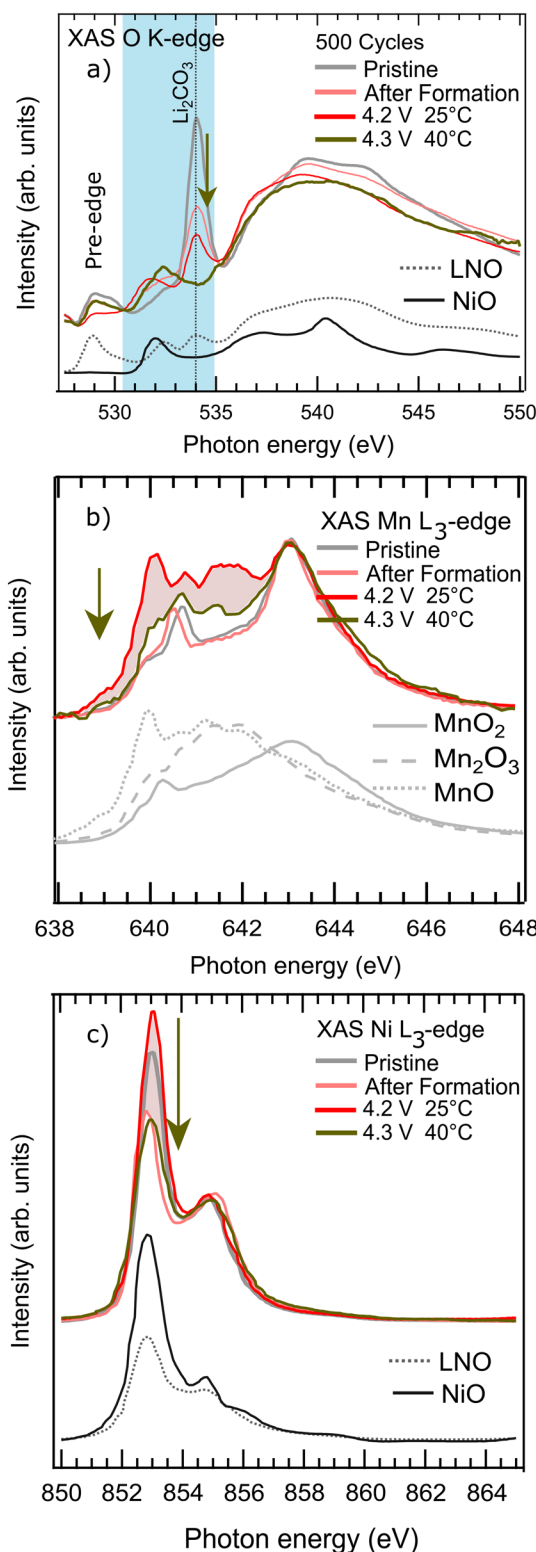 XAS O K-edge
a)
500 Cycles
Pristine
After Formation
4.2 V 25°C
4.3 V 40°C
Li₂CO₃
Pre-edge
LNO
NiO
Intensity (arb. units)
530 535 540 545 550
Photon energy (eV)
b)
XAS Mn L₃-edge
Pristine
After Formation
4.2 V 25°C
4.3 V 40°C
MnO₂
Mn₂O₃
MnO
Intensity (arb. units)
638 640 642 644 646 648
Photon energy (eV)
c)
XAS Ni L₃-edge
Pristine
After Formation
4.2 V 25°C
4.3 V 40°C
LNO
NiO
Intensity (arb. units)
850 852 854 856 858 860 862 864
Photon energy (eV)